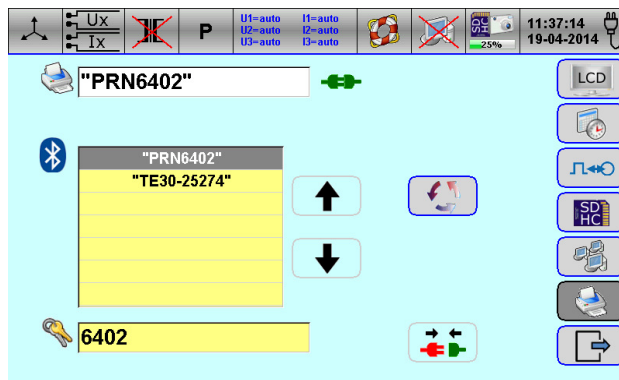 Ux
Ix
P
U1=auto I1=auto
U2=auto I2=auto
U3=auto I3=auto
SD
HC
25%
11:37:14
19-04-2014
"PRN6402"
LCD
"PRN6402"
"TE30-25274"
SD
HC
6402